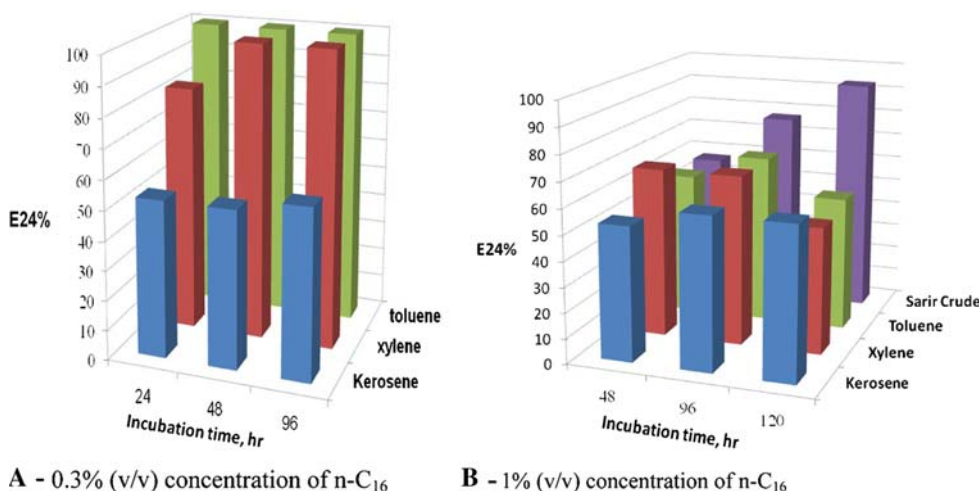 100
90
80
70
60
50
40
30
20
10
0
E24%
24
48
96
Incubation time, hr
toluene
xylene
Kerosene
A - 0.3% (v/v) concentration of n-C₁₆
100
90
80
70
60
50
40
30
20
10
0
E24%
48
96
120
Incubation time, hr
Sarir Crude
Toluene
Xylene
Kerosene
B - 1% (v/v) concentration of n-C₁₆